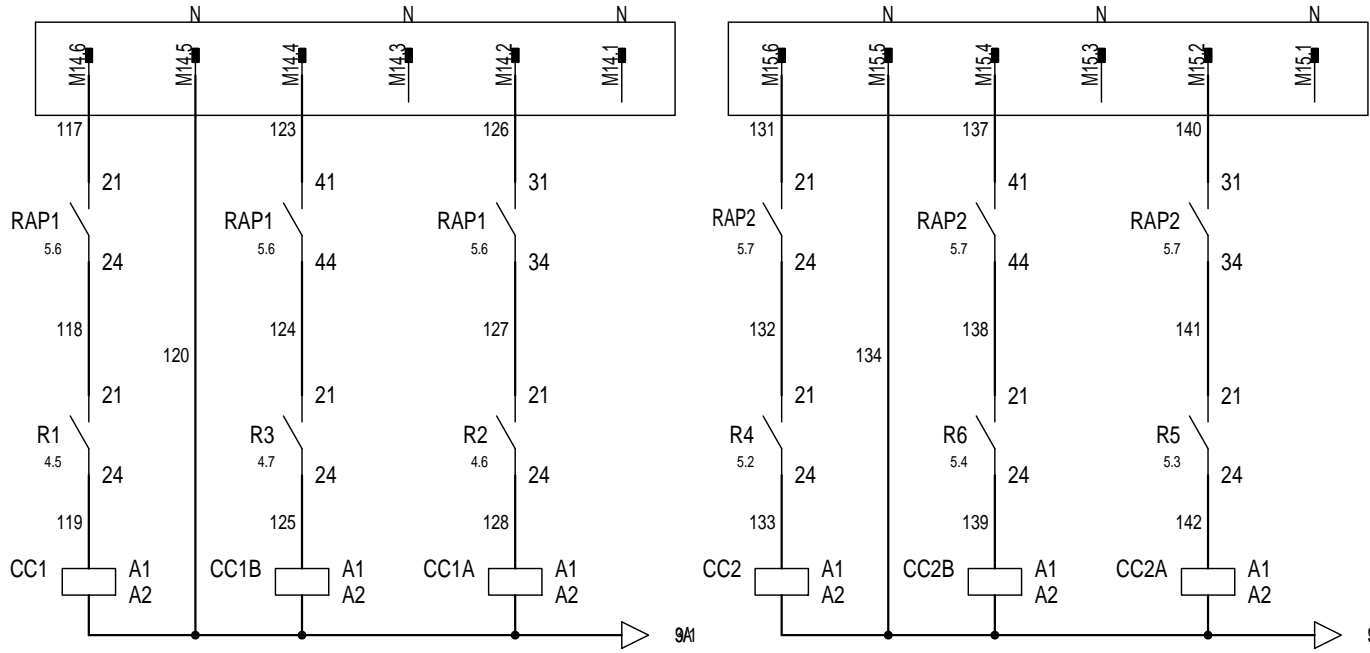 N N N N N N
M14.6 M14.5 M14.4 M14.3 M14.2 M14.1 M15.6 M15.5 M15.4 M15.3 M15.2 M15.1
117 123 126 131 137 140
21 41 31 21 41 31
RAP1 RAP1 RAP1 RAP2 RAP2 RAP2
5.6 5.6 5.6 5.7 5.7 5.7
24 44 34 24 44 34
118 124 127 132 138 141
120 134
21 21 21 21 21 21
R1 R3 R2 R4 R6 R5
4.5 4.7 4.6 5.2 5.4 5.3
24 24 24 24 24 24
119 125 128 133 139 142
CC1 A1 CC1B A1 CC1A A1 CC2 A1 CC2B A1 CC2A A1
A2 A2 A2 A2 A2 A2